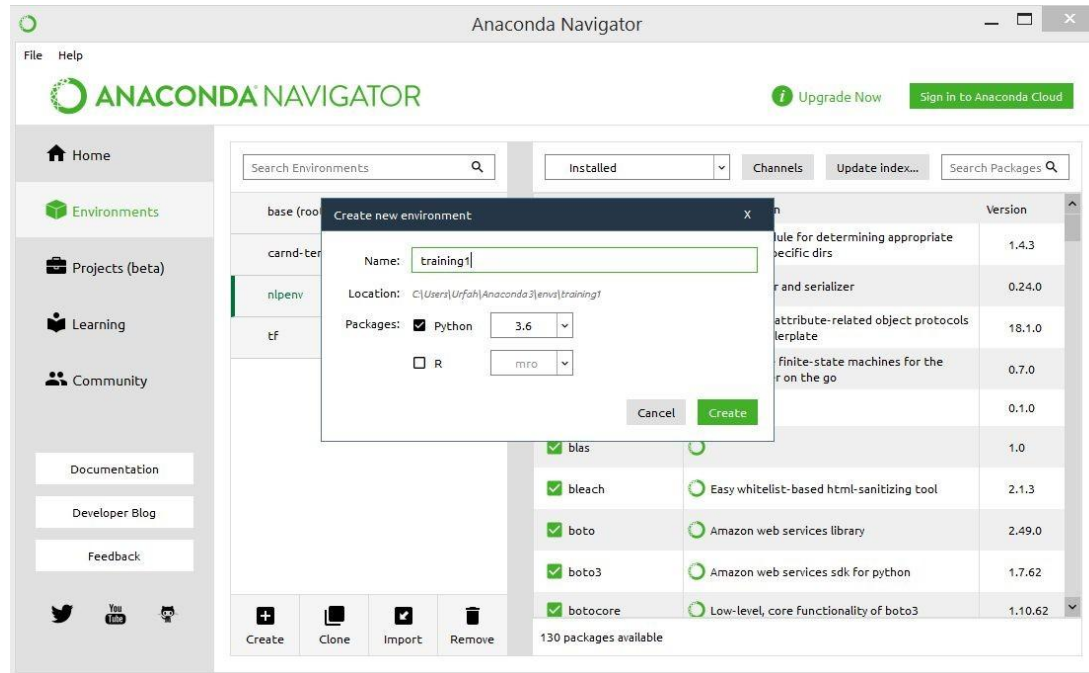 Anaconda Navigator
File Help
ANACONDA NAVIGATOR
Upgrade Now
Sign in to Anaconda Cloud
Home
Environments
Projects (beta)
Learning
Community
Documentation
Developer Blog
Feedback
You Tube
Search Environments
base (roo
carnd-ter
nlpenv
tf
Create Clone Import Remove
Create new environment X
Name: training1
Location: C:\Users\Urfah\Anaconda3\envs\training1
Packages: Python 3.6
R mro
Cancel Create
Installed Channels Update index... Search Packages
n Version
dule for determining appropriate
pecific dirs 1.4.3
r and serializer 0.24.0
attribute-related object protocols
lerplate 18.1.0
finite-state machines for the
r on the go 0.7.0
0.1.0
blas 1.0
bleach Easy whitelist-based html-sanitizing tool 2.1.3
boto Amazon web services library 2.49.0
boto3 Amazon web services sdk for python 1.7.62
botocore Low-level, core functionality of boto3 1.10.62
130 packages available